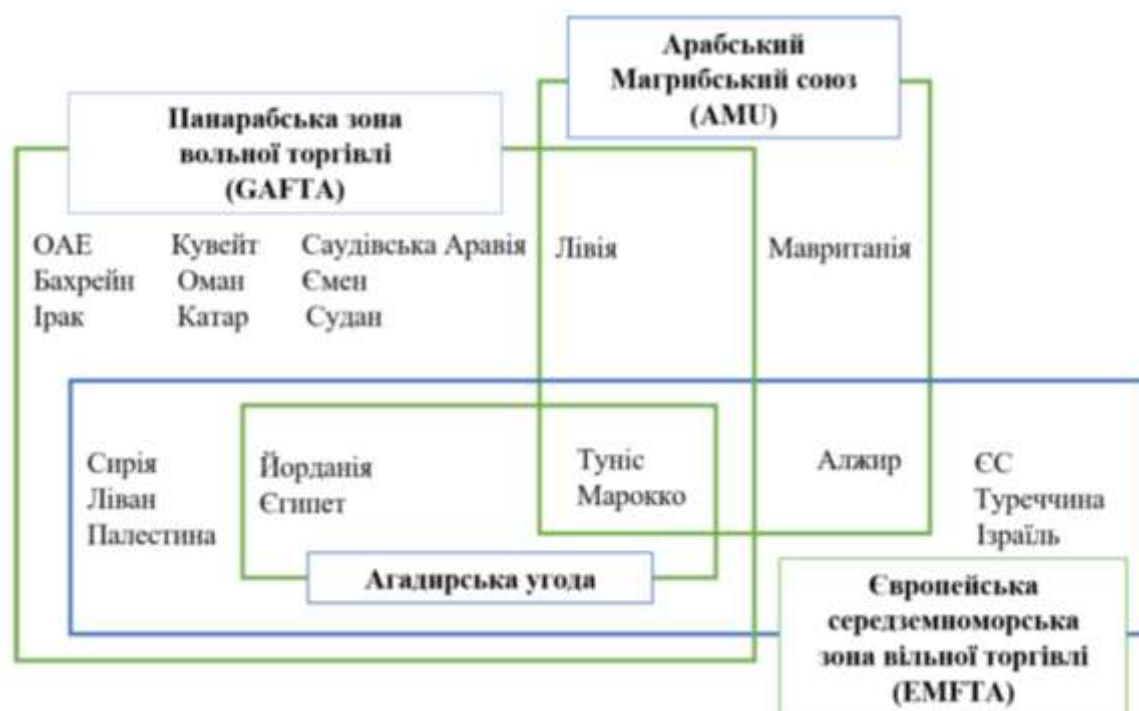 Арабський
Магрибський союз
(AMU)
Панарабська зона
вольної торгівлі
(GAFTA)
ОАЕ Кувейт Саудівська Аравія Лівія Мавританія
Бахрейн Оман Ємен
Ірак Катар Судан
Сирія Йорданія Туніс Алжир ЄС
Ліван Єгипет Марокко Туреччина
Палестина Ізраїль
Агадирська угода
Європейська
середземноморська
зона вільної торгівлі
(EMFTA)